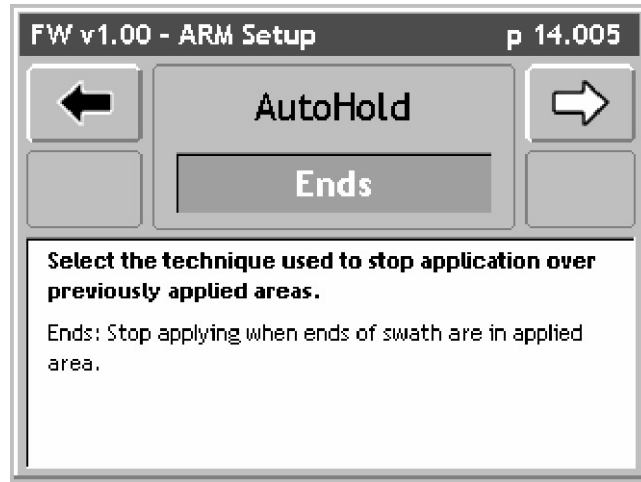 FW v1.00 - ARM Setup p 14.005
AutoHold
Ends
Select the technique used to stop application over
previously applied areas.
Ends: Stop applying when ends of swath are in applied
area.